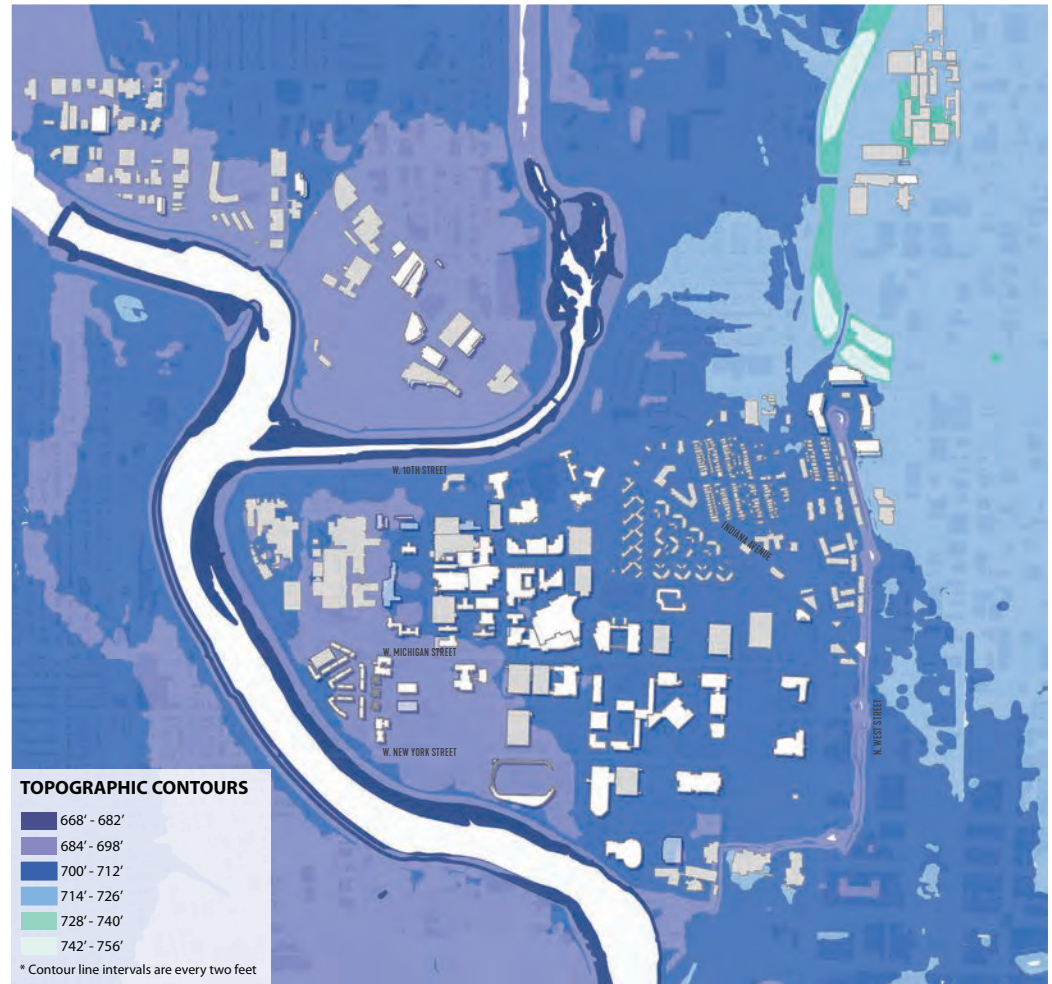 W. 10TH STREET
INDIANA AVENUE
W. MICHIGAN STREET
N. WEST STREET
W. NEW YORK STREET
TOPOGRAPHIC CONTOURS
668’ - 682’
684’ - 698’
700’ - 712’
714’ - 726’
728’ - 740’
742’ - 756’
* Contour line intervals are every two feet